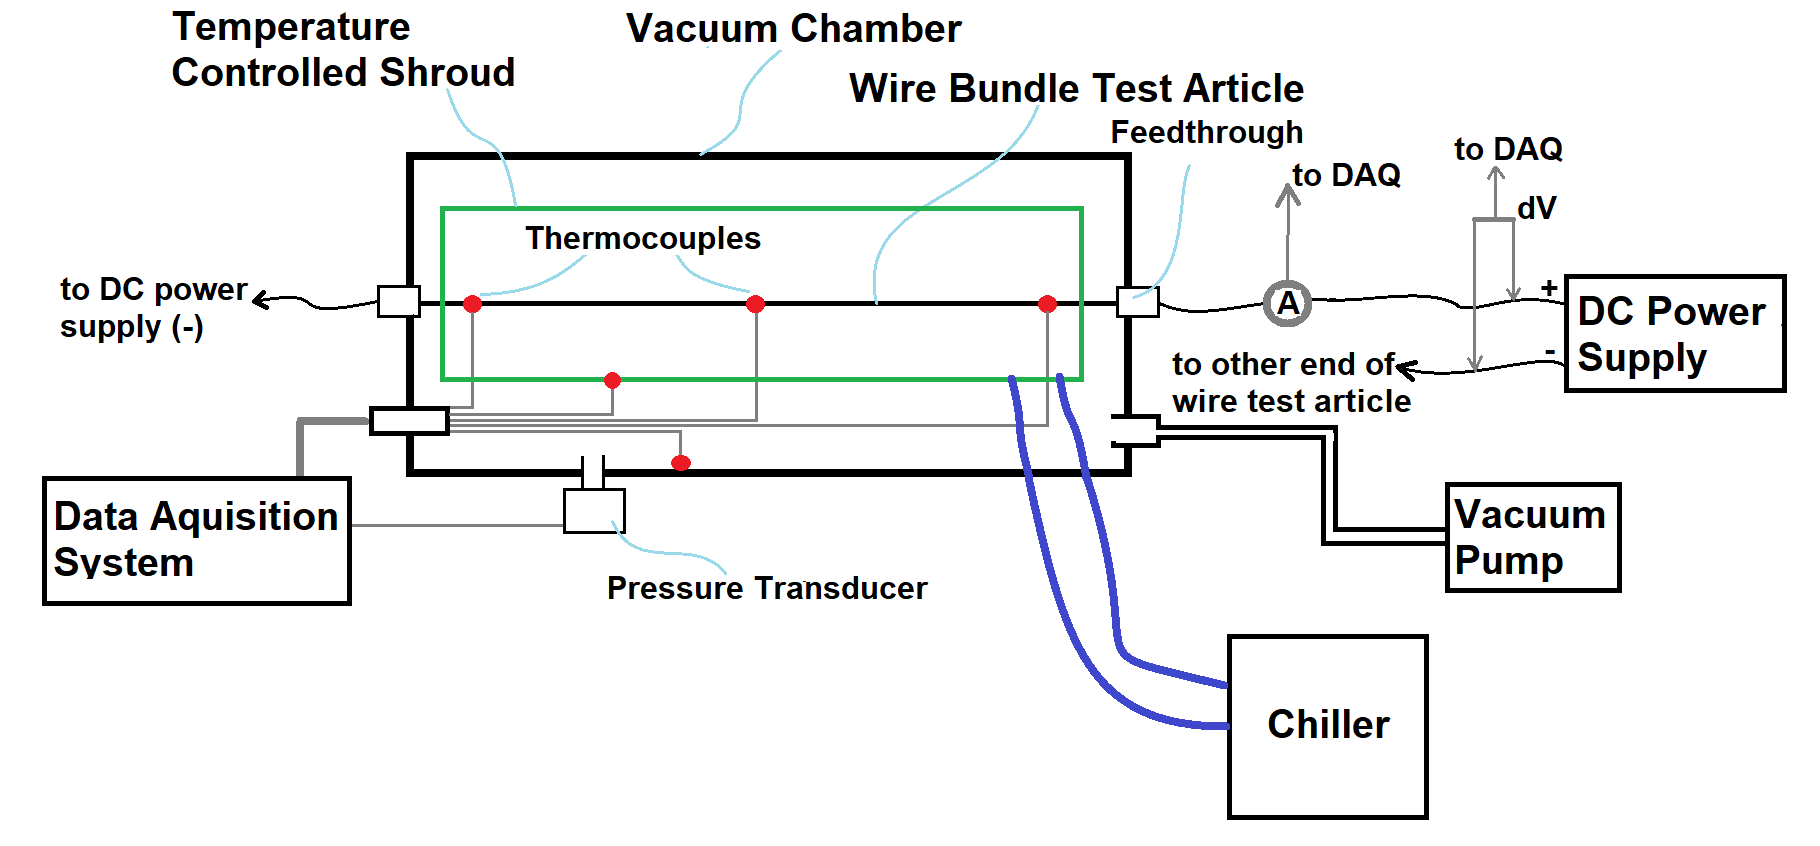 Temperature
Controlled Shroud
Vacuum Chamber
Wire Bundle Test Article
Feedthrough
to DAQ
to DAQ
dV
Thermocouples
to DC power
supply (-)
A
+
-
DC Power
Supply
to other end of
wire test article
Data Aquisition
System
Pressure Transducer
Vacuum
Pump
Chiller